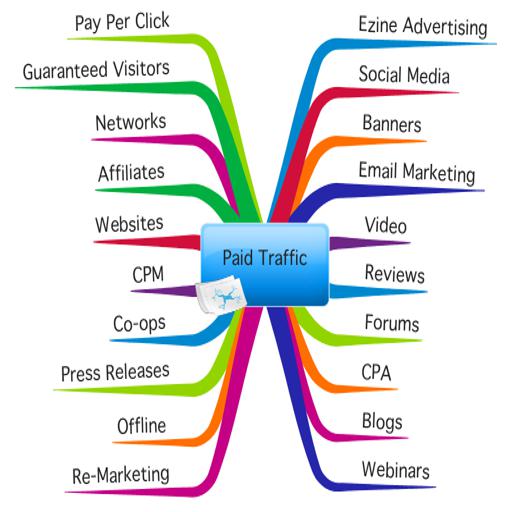 Pay Per Click
Guaranteed Visitors
Networks
Affiliates
Websites
CPM
Co-ops
Press Releases
Offline
Re-Marketing
Paid Traffic
Ezine Advertising
Social Media
Banners
Email Marketing
Video
Reviews
Forums
CPA
Blogs
Webinars